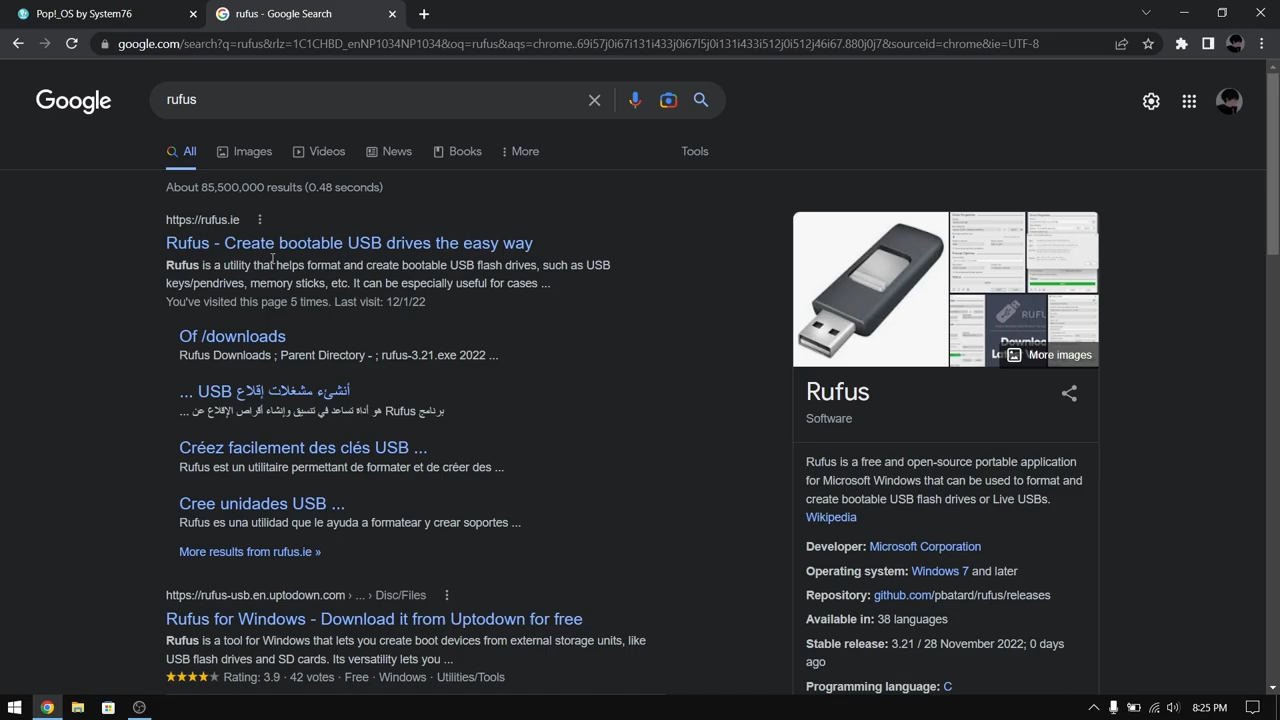 Pop!_OS by System76
rufus - Google Search
google.com/search?q=rufus&rlz=1C1CHBD_enNP1034NP1034&oq=rufus&aqs=chrome..69i57j0i67i131i433j0i67l5j0i131i433i512j0i512j46i67.880j0j7&sourceid=chrome&ie=UTF-8
Google
rufus
All
Images
Videos
News
Books
More
Tools
About 85,500,000 results (0.48 seconds)
https://rufus.ie
Rufus - Create bootable USB drives the easy way
Rufus is a utility that helps format and create bootable USB flash drives, such as USB
keys/pendrives, memory sticks, etc. It can be especially useful for cases ...
You've visited this page 6 times. Last visit: 12/1/22
Of /downloads
Rufus Downloads. Parent Directory - ; rufus-3.21.exe 2022 ...
أنشيء مشغلات إقلاع USB ...
برنامج Rufus هو أداه تساعد في تنسيق وإنشاء أقراص الإقلاع عن ...
Créez facilement des clés USB ...
Rufus est un utilitaire permettant de formater et de créer des ...
Cree unidades USB ...
Rufus es una utilidad que le ayuda a formatear y crear soportes ...
More results from rufus.ie »
https://rufus-usb.en.uptodown.com › ... › Disc/Files
Rufus for Windows - Download it from Uptodown for free
Rufus is a tool for Windows that lets you create boot devices from external storage units, like
USB flash drives and SD cards. Its versatility lets you ...
Rating: 3.9 · 42 votes · Free · Windows · Utilities/Tools
More images
Rufus
Software
Rufus is a free and open-source portable application
for Microsoft Windows that can be used to format and
create bootable USB flash drives or Live USBs.
Wikipedia
Developer: Microsoft Corporation
Operating system: Windows 7 and later
Repository: github.com/pbatard/rufus/releases
Available in: 38 languages
Stable release: 3.21 / 28 November 2022; 0 days
ago
Programming language: C
8:25 PM